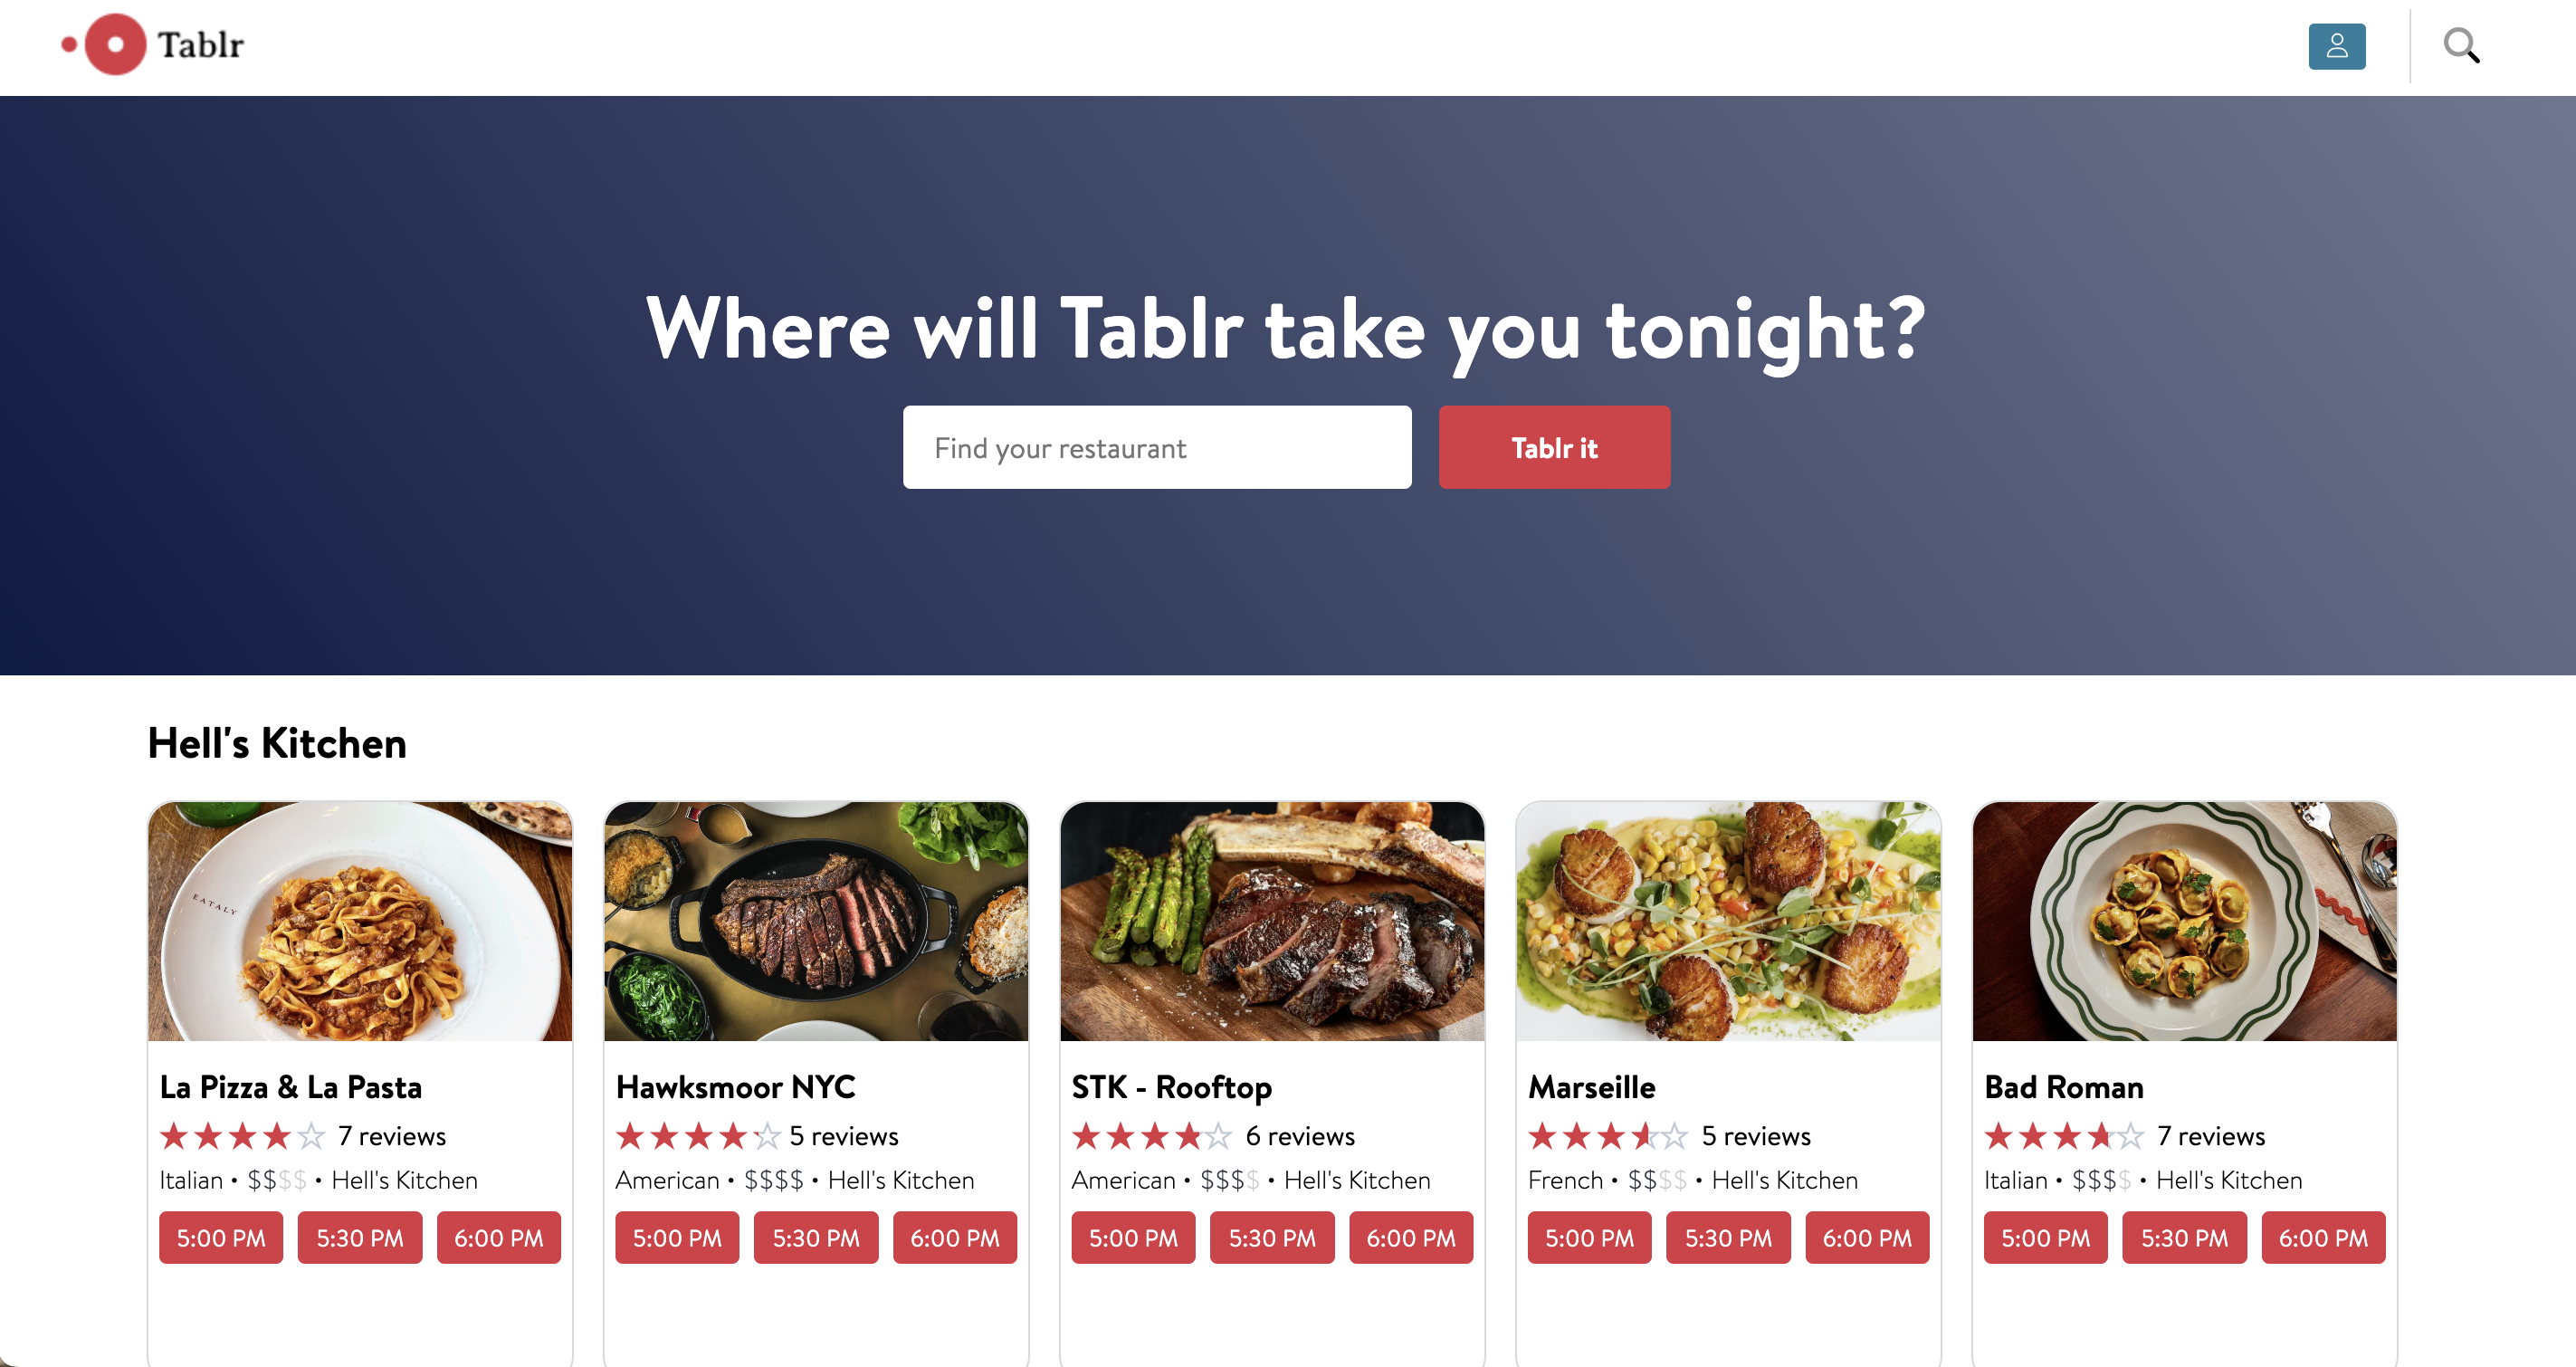 Tablr
Where will Tablr take you tonight?
Find your restaurant
Tablr it
Hell's Kitchen
EATALY
La Pizza & La Pasta
7 reviews
Italian • $$$$ • Hell's Kitchen
5:00 PM 5:30 PM 6:00 PM
Hawksmoor NYC
5 reviews
American • $$$$ • Hell's Kitchen
5:00 PM 5:30 PM 6:00 PM
STK - Rooftop
6 reviews
American • $$$$ • Hell's Kitchen
5:00 PM 5:30 PM 6:00 PM
Marseille
5 reviews
French • $$$$ • Hell's Kitchen
5:00 PM 5:30 PM 6:00 PM
Bad Roman
7 reviews
Italian • $$$$ • Hell's Kitchen
5:00 PM 5:30 PM 6:00 PM